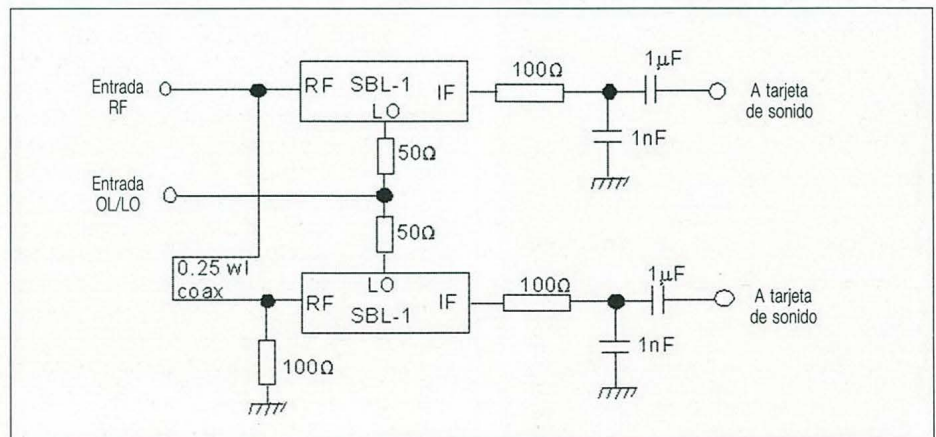 Entrada
RF
RF
SBL-1
IF
LO
100Ω
1µF
1nF
A tarjeta
de sonido
50Ω
Entrada
OL/LO
50Ω
0.25 wl
coax
LO
RF
SBL-1
IF
100Ω
1µF
1nF
A tarjeta
de sonido
100Ω